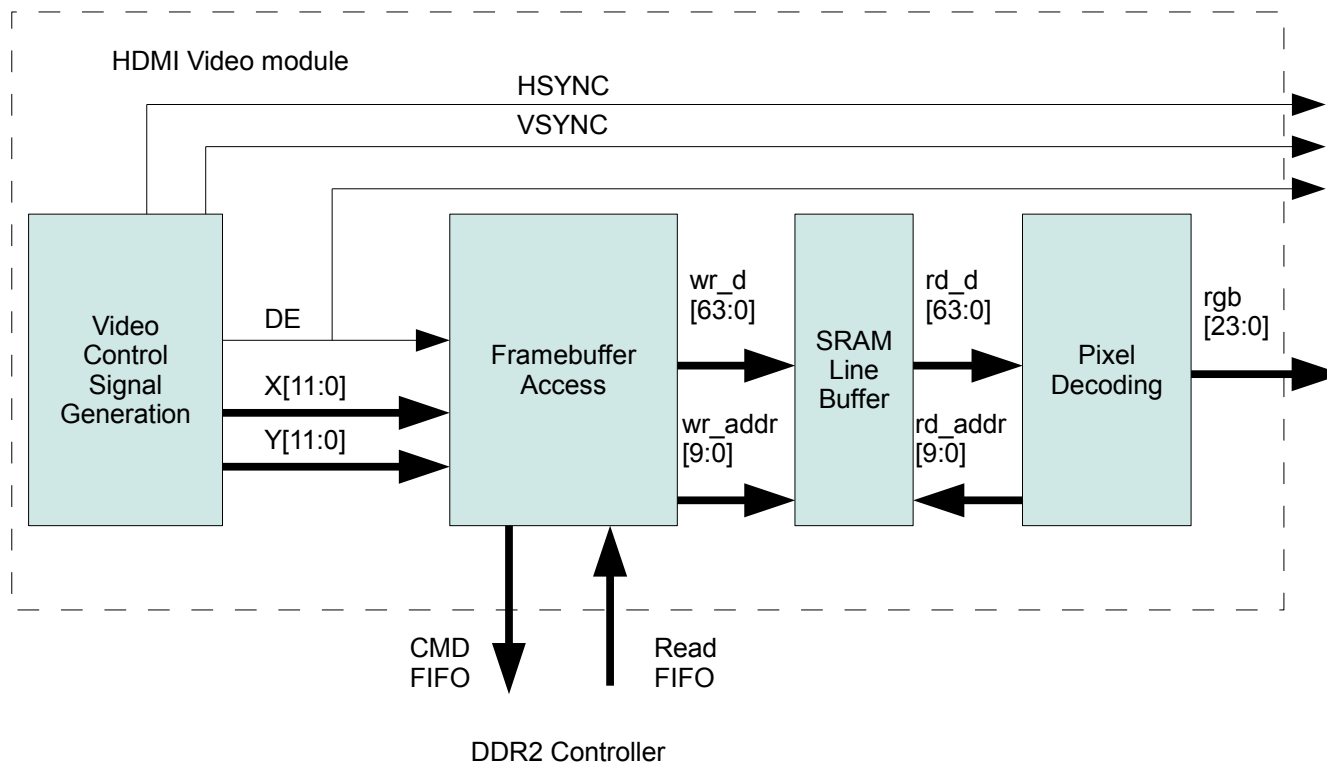 HDMI Video module
HSYNC
VSYNC
Video
Control
Signal
Generation
DE
X[11:0]
Y[11:0]
Framebuffer
Access
wr_d
[63:0]
wr_addr
[9:0]
SRAM
Line
Buffer
rd_d
[63:0]
rd_addr
[9:0]
Pixel
Decoding
rgb
[23:0]
CMD
FIFO
Read
FIFO
DDR2 Controller